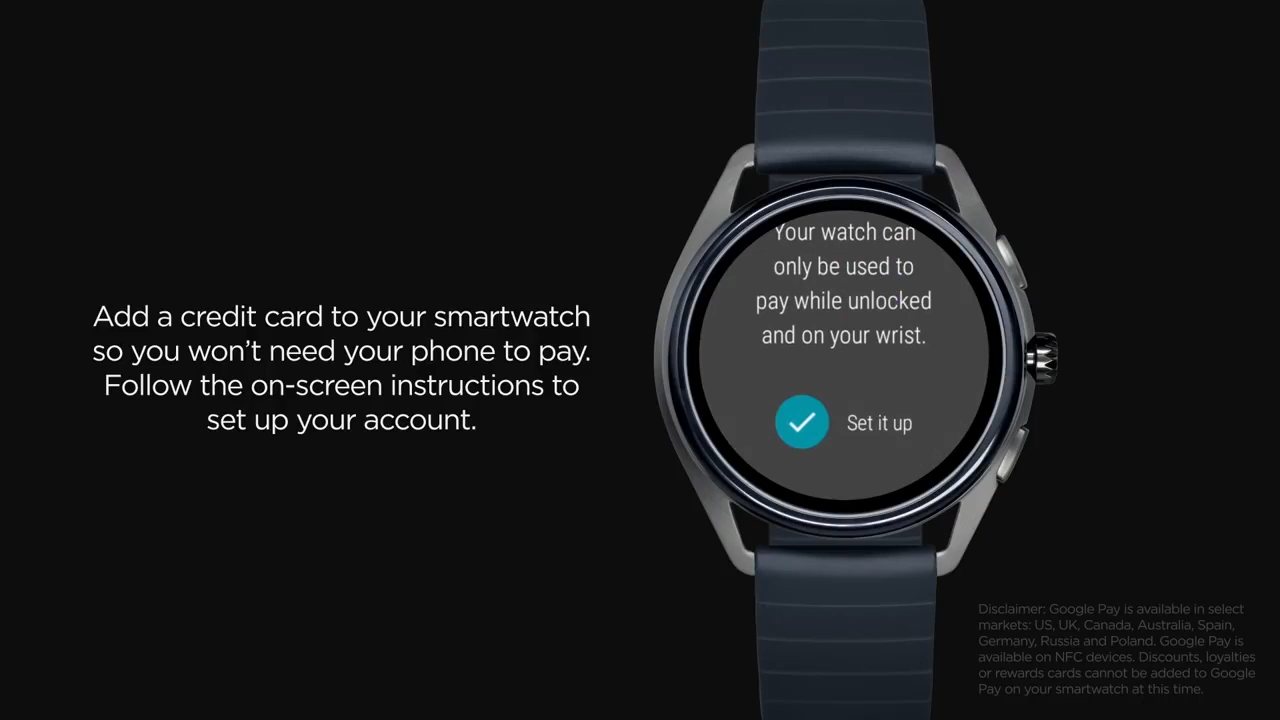 Add a credit card to your smartwatch
so you won't need your phone to pay.
Follow the on-screen instructions to
set up your account.
Your watch can
only be used to
pay while unlocked
and on your wrist.
Set it up
Disclaimer: Google Pay is available in select
markets: US, UK, Canada, Australia, Spain,
Germany, Russia and Poland. Google Pay is
available on NFC devices. Discounts, loyalties
or rewards cards cannot be added to Google
Pay on your smartwatch at this time.